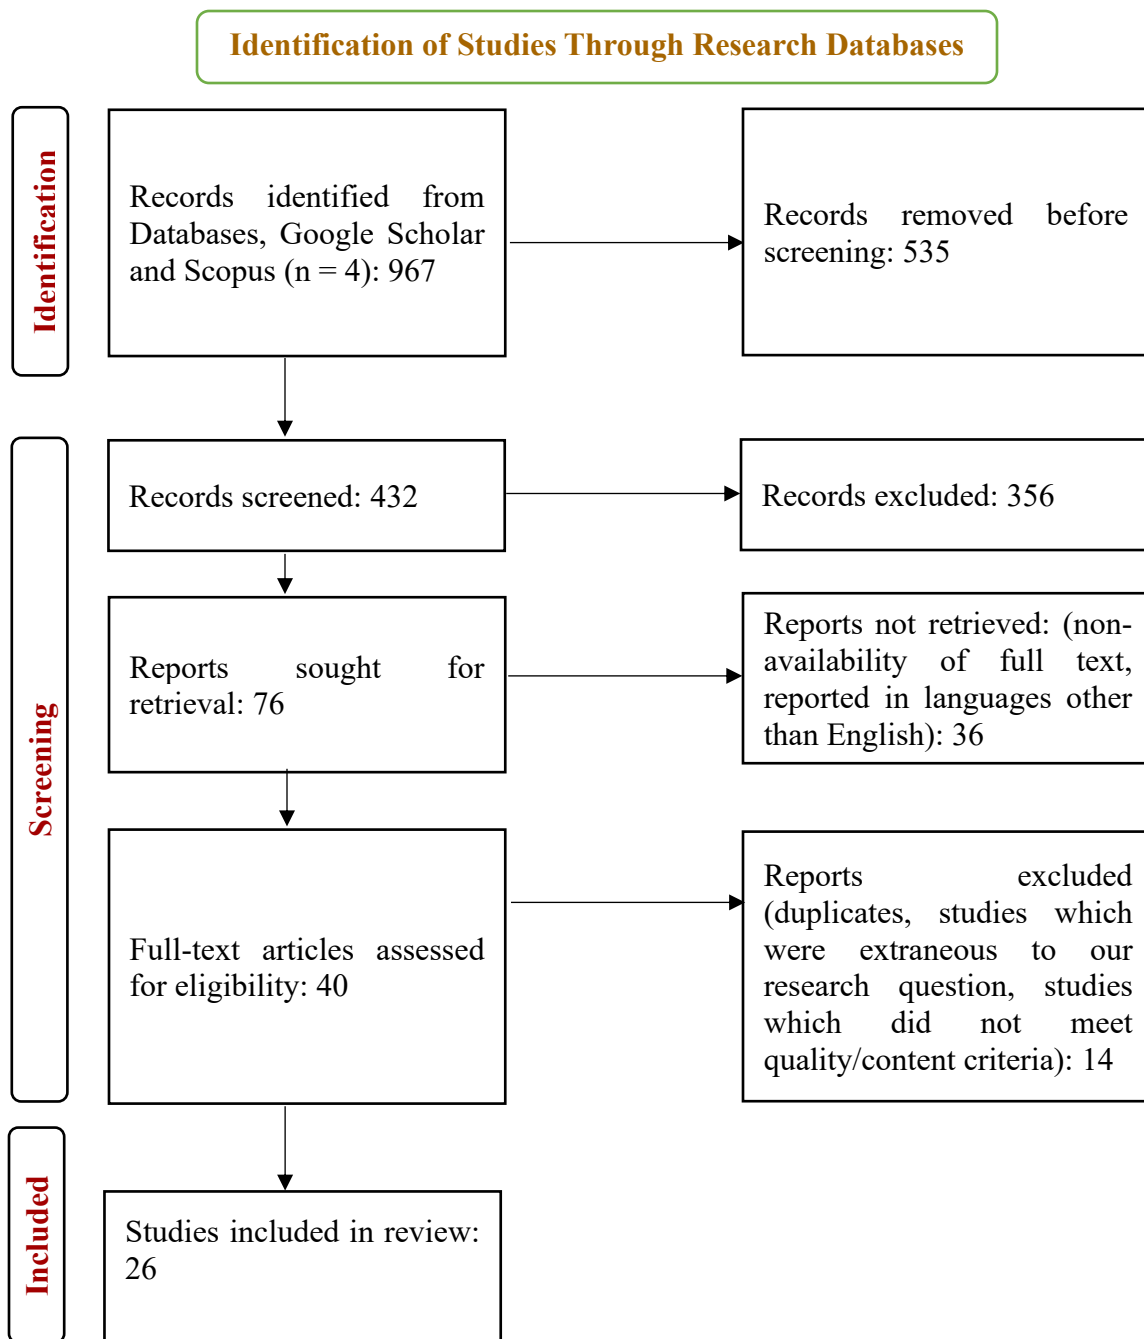 Identification of Studies Through Research Databases
Identification
Records identified from
Databases, Google Scholar
and Scopus (n = 4): 967
Records removed before
screening: 535
Screening
Records screened: 432
Records excluded: 356
Reports sought for
retrieval: 76
Reports not retrieved: (non-
availability of full text,
reported in languages other
than English): 36
Full-text articles assessed
for eligibility: 40
Reports excluded
(duplicates, studies which
were extraneous to our
research question, studies
which did not meet
quality/content criteria): 14
Included
Studies included in review:
26